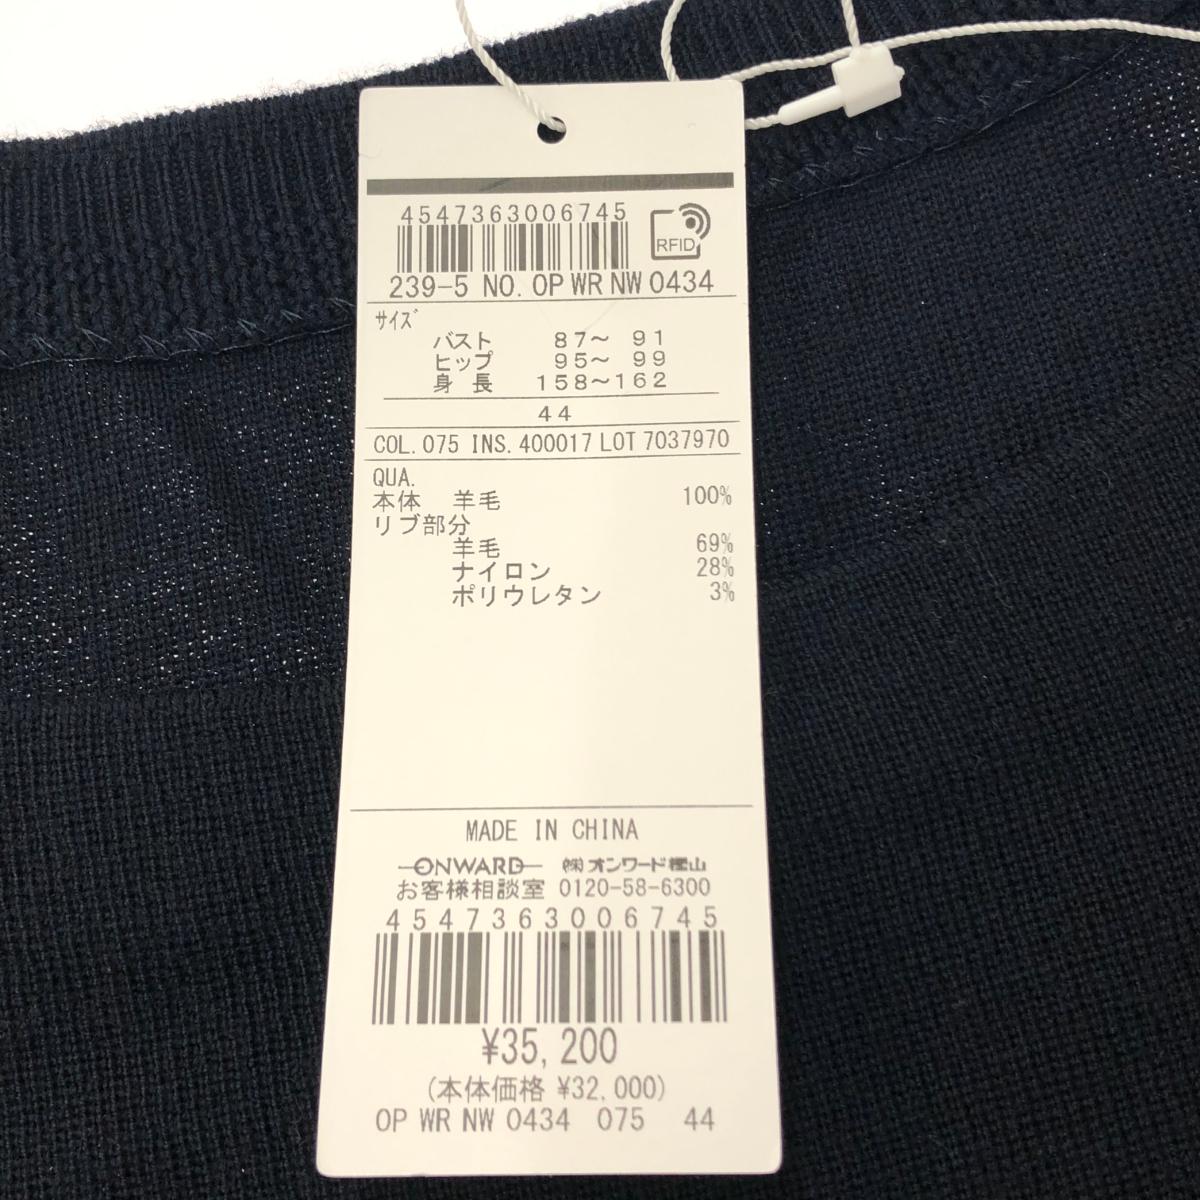 4547363006745
RFID
239-5 NO. OP WR NW 0434
サイズ
バスト 87～ 91
ヒップ 95～ 99
身 長 158～162
44
COL. 075 INS. 400017 LOT 7037970
QUA.
本体 羊毛 100%
リブ部分
羊毛 69%
ナイロン 28%
ポリウレタン 3%
MADE IN CHINA
ONWARD ㈱オンワード樫山
お客様相談室 0120-58-6300
4547363006745
¥35,200
(本体価格 ¥32,000)
OP WR NW 0434 075 44